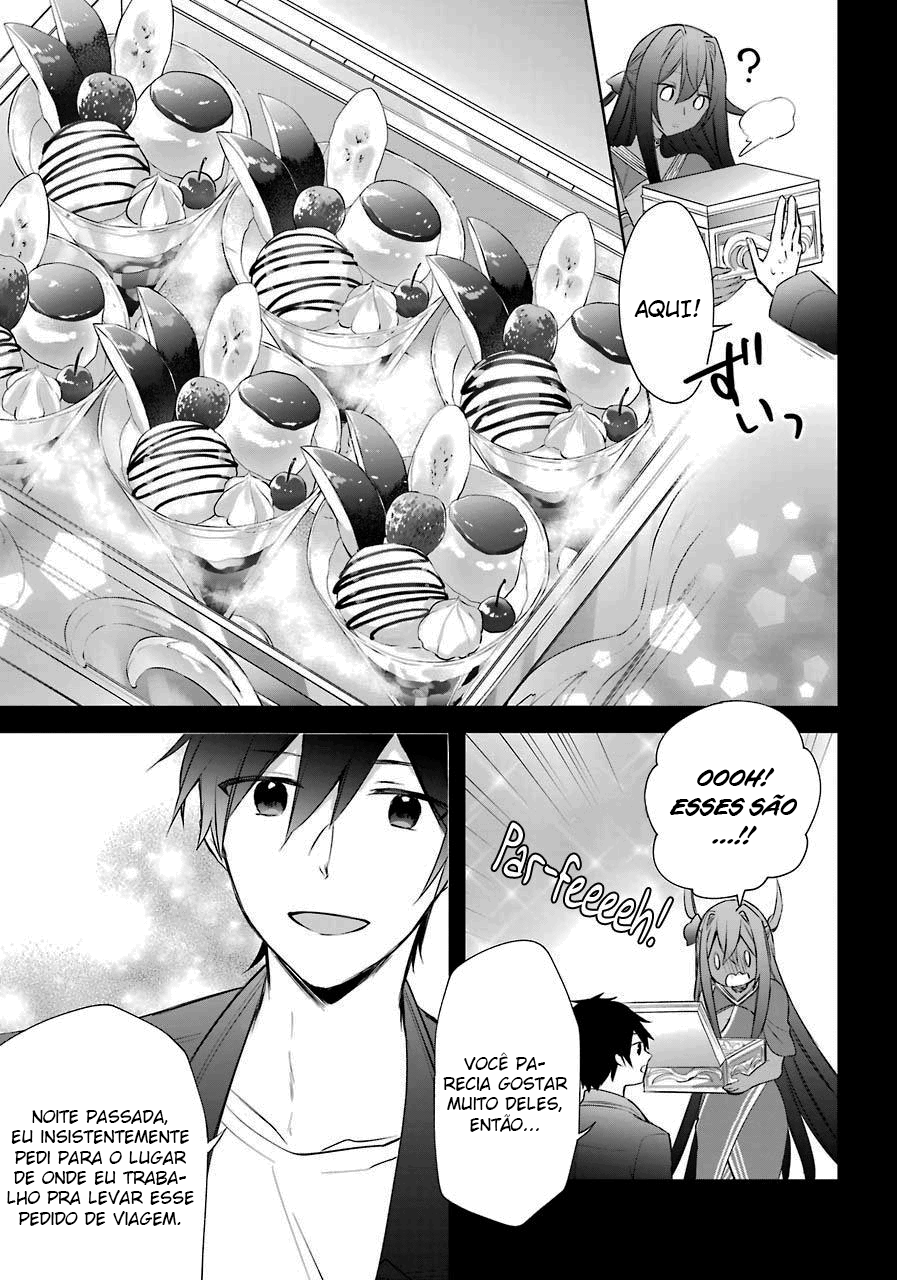 ?
AQUI!
ずいっ
OOOH!
ESSES SÃO
...!!
Par-feeeeh!
VOCÊ PA-
RECIA GOSTAR
MUITO DELES,
ENTÃO...
NOITE PASSADA,
EU INSISTENTEMENTE
PEDI PARA O LUGAR
DE ONDE EU TRABA-
LHO PRA LEVAR ESSE
PEDIDO DE VIAGEM.